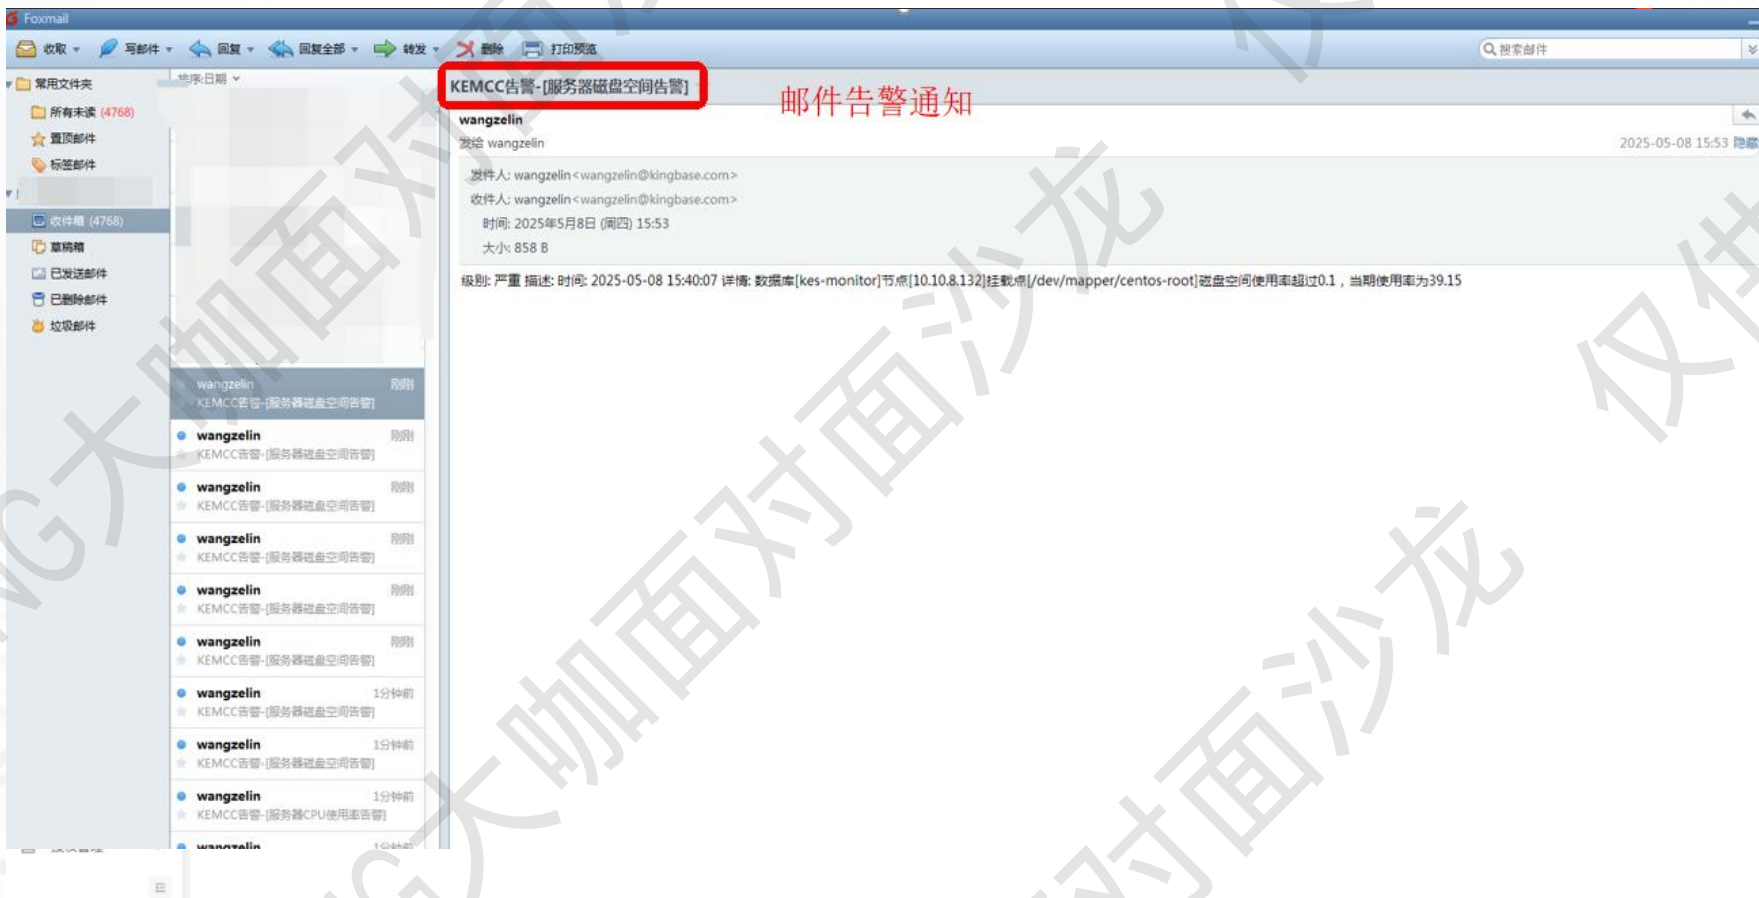 Foxmail
收取 写邮件 回复 回复全部 转发 删除 打印预览 搜索邮件
常用文件夹
所有未读 (4768)
置顶邮件
标签邮件
收件箱 (4768)
草稿箱
已发送邮件
已删除邮件
垃圾邮件
排序:日期
wangzelin 刚刚
KEMCC告警-[服务器磁盘空间告警]
wangzelin 刚刚
KEMCC告警-[服务器磁盘空间告警]
wangzelin 刚刚
KEMCC告警-[服务器磁盘空间告警]
wangzelin 刚刚
KEMCC告警-[服务器磁盘空间告警]
wangzelin 刚刚
KEMCC告警-[服务器磁盘空间告警]
wangzelin 刚刚
KEMCC告警-[服务器磁盘空间告警]
wangzelin 1分钟前
KEMCC告警-[服务器磁盘空间告警]
wangzelin 1分钟前
KEMCC告警-[服务器磁盘空间告警]
wangzelin 1分钟前
KEMCC告警-[服务器CPU使用率告警]
wangzelin 1分钟前
KEMCC告警-[服务器磁盘空间告警]
邮件告警通知
wangzelin
发给 wangzelin
2025-05-08 15:53 隐藏
发件人: wangzelin<wangzelin@kingbase.com>
收件人: wangzelin<wangzelin@kingbase.com>
时间: 2025年5月8日 (周四) 15:53
大小: 858 B
级别: 严重 描述: 时间: 2025-05-08 15:40:07 详情: 数据库[kes-monitor]节点[10.10.8.132]挂载点[/dev/mapper/centos-root]磁盘空间使用率超过0.1，当期使用率为39.15
G大咖面对面沙龙
仅供